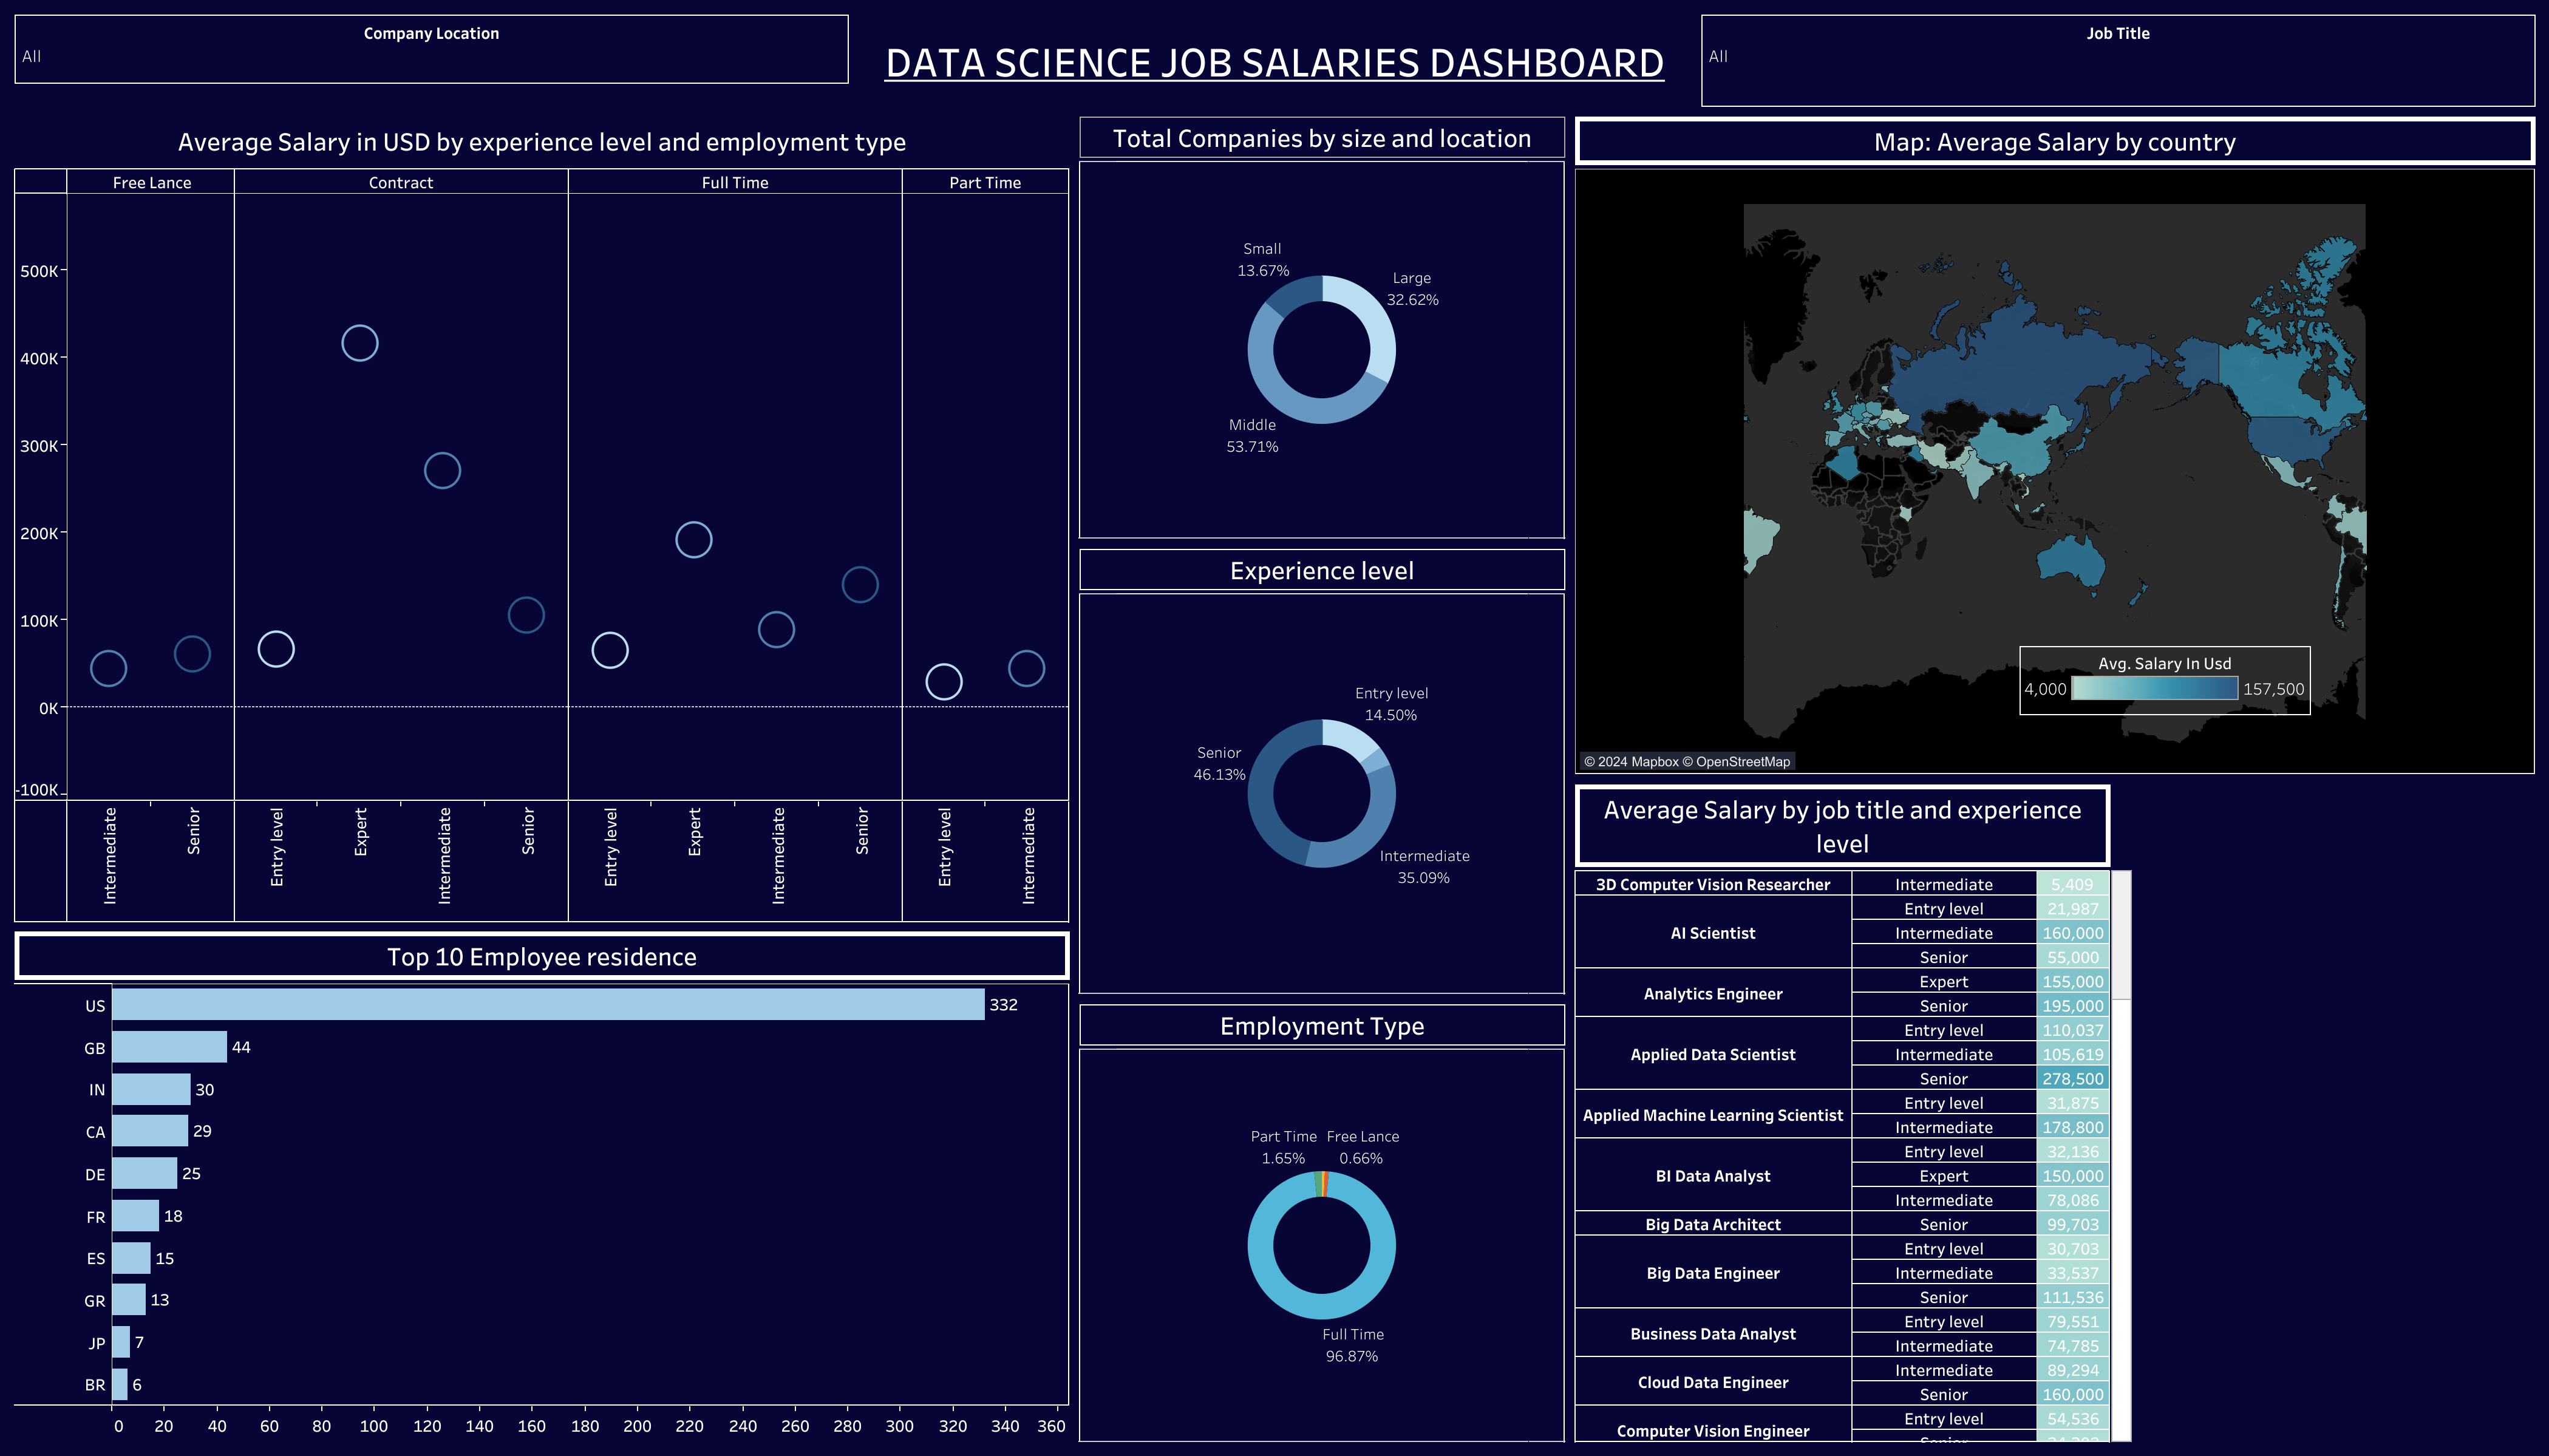 Company Location
All
DATA SCIENCE JOB SALARIES DASHBOARD
Job Title
All
Average Salary in USD by experience level and employment type
Free Lance Contract Full Time Part Time
500K
400K
300K
200K
100K
0K
-100K
Intermediate
Senior
Entry level
Expert
Intermediate
Senior
Entry level
Expert
Intermediate
Senior
Entry level
Intermediate
Top 10 Employee residence
US 332
GB 44
IN 30
CA 29
DE 25
FR 18
ES 15
GR 13
JP 7
BR 6
0 20 40 60 80 100 120 140 160 180 200 220 240 260 280 300 320 340 360
Total Companies by size and location
Small
13.67%
Large
32.62%
Middle
53.71%
Experience level
Entry level
14.50%
Senior
46.13%
Intermediate
35.09%
Employment Type
Part Time Free Lance
1.65% 0.66%
Full Time
96.87%
Map: Average Salary by country
Avg. Salary In Usd
4,000 157,500
© 2024 Mapbox © OpenStreetMap
Average Salary by job title and experience
level
3D Computer Vision Researcher Intermediate 5,409
Entry level 21,987
AI Scientist Intermediate 160,000
Senior 55,000
Analytics Engineer Expert 155,000
Senior 195,000
Entry level 110,037
Applied Data Scientist Intermediate 105,619
Senior 278,500
Applied Machine Learning Scientist Entry level 31,875
Intermediate 178,800
Entry level 32,136
BI Data Analyst Expert 150,000
Intermediate 78,086
Big Data Architect Senior 99,703
Entry level 30,703
Big Data Engineer Intermediate 33,537
Senior 111,536
Business Data Analyst Entry level 79,551
Intermediate 74,785
Cloud Data Engineer Intermediate 89,294
Senior 160,000
Computer Vision Engineer Entry level 54,536